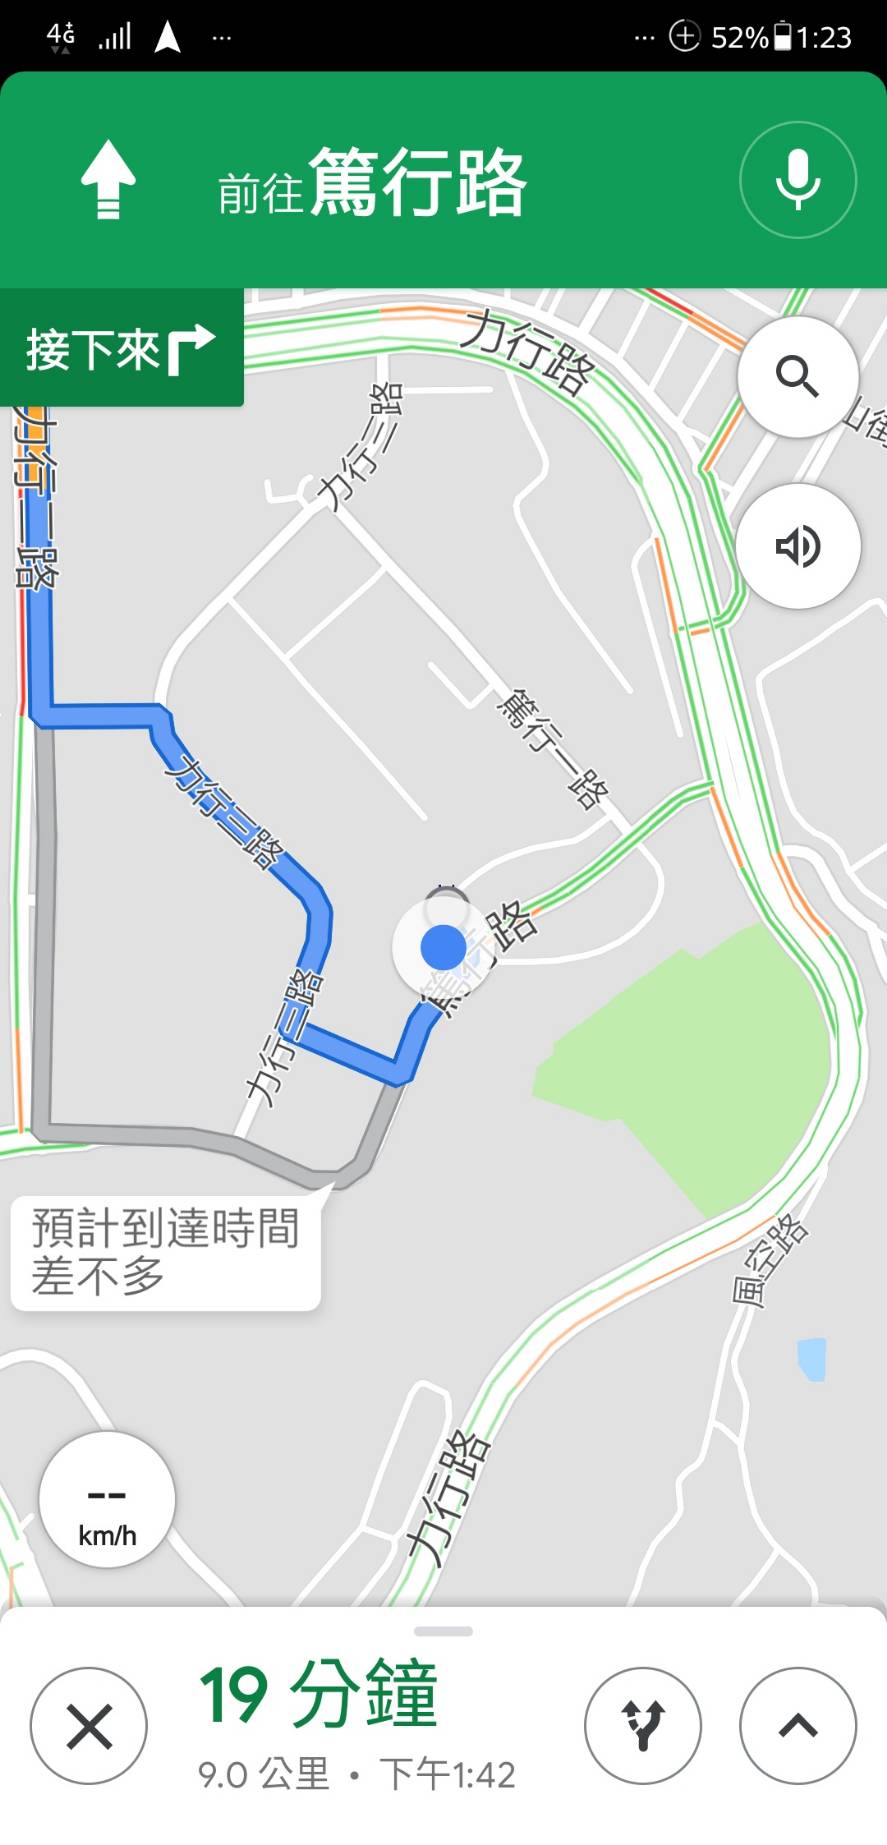 4G
52% 1:23
前往篤行路
接下來
力行路
山街
力行三路
力行二路
篤行一路
力行三路
篤行路
力行三路
預計到達時間
差不多
風空路
力行路
--
km/h
19 分鐘
9.0 公里 • 下午1:42